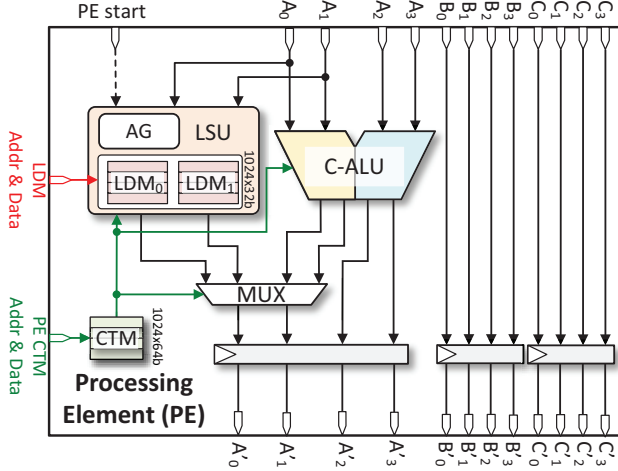 PE start
A₀
A₁
A₂
A₃
B₀
B₁
B₂
B₃
C₀
C₁
C₂
C₃
AG
LSU
LDM₀
LDM₁
1024x32b
C-ALU
LDM
Addr & Data
MUX
PE CTM
Addr & Data
CTM
1024x64b
Processing
Element (PE)
A'₀
A'₁
A'₂
A'₃
B'₀
B'₁
B'₂
B'₃
C'₀
C'₁
C'₂
C'₃